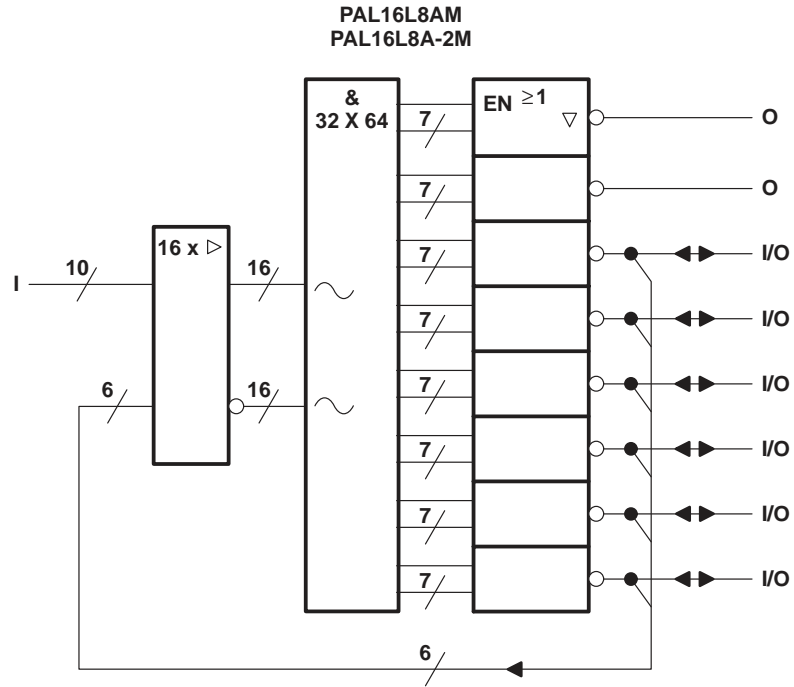 PAL16L8AM
PAL16L8A-2M
&
32 X 64
EN ≥1
▽
7
O
7
O
16 x ▷
7
I/O
I
10
16
7
I/O
6
16
7
I/O
7
I/O
7
I/O
7
I/O
6